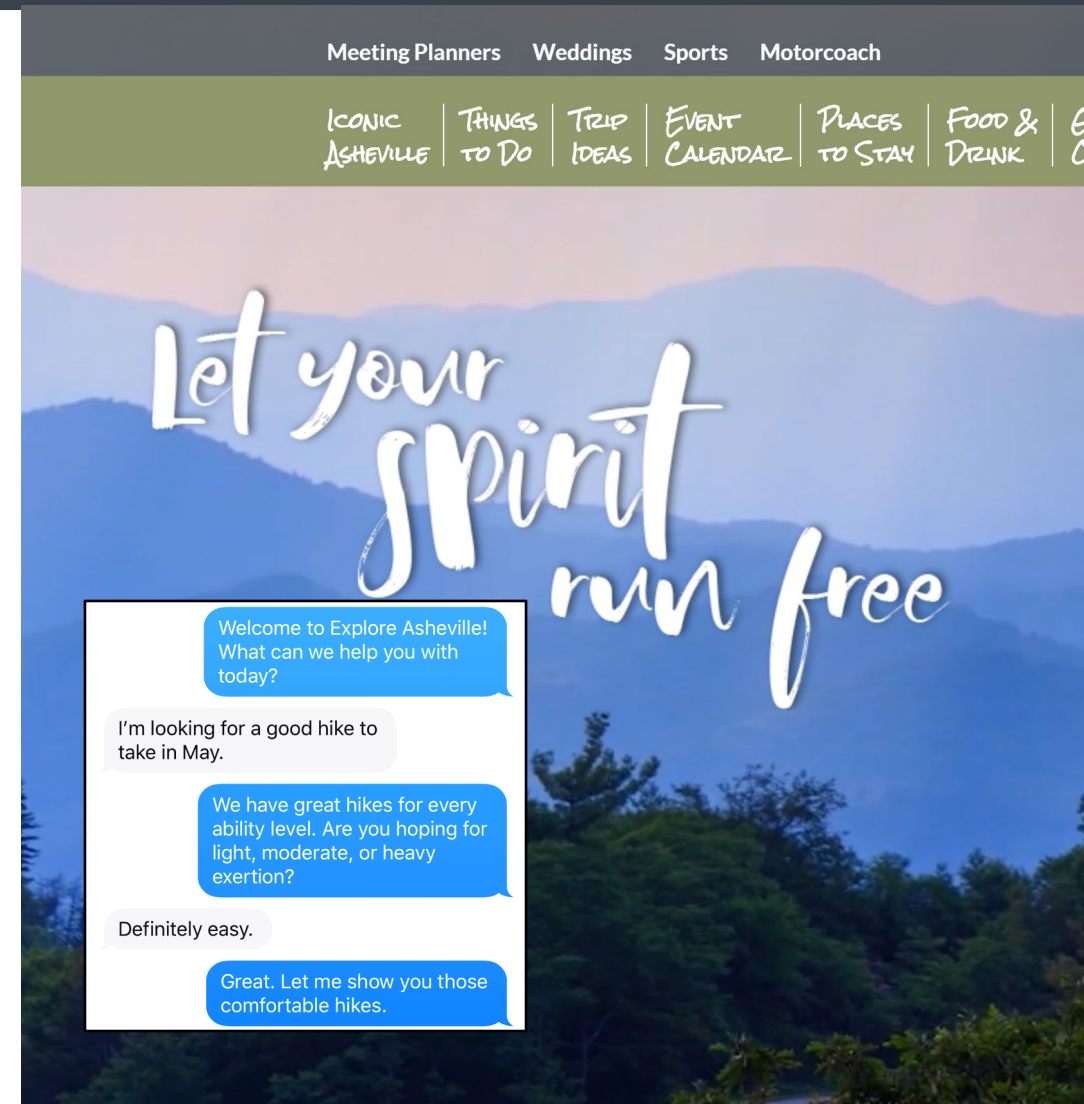 Meeting Planners Weddings Sports Motorcoach
Iconic Asheville
Things to Do
Trip Ideas
Event Calendar
Places to Stay
Food & Drink
Let your
spirit
run free
Welcome to Explore Asheville!
What can we help you with
today?
I'm looking for a good hike to
take in May.
We have great hikes for every
ability level. Are you hoping for
light, moderate, or heavy
exertion?
Definitely easy.
Great. Let me show you those
comfortable hikes.